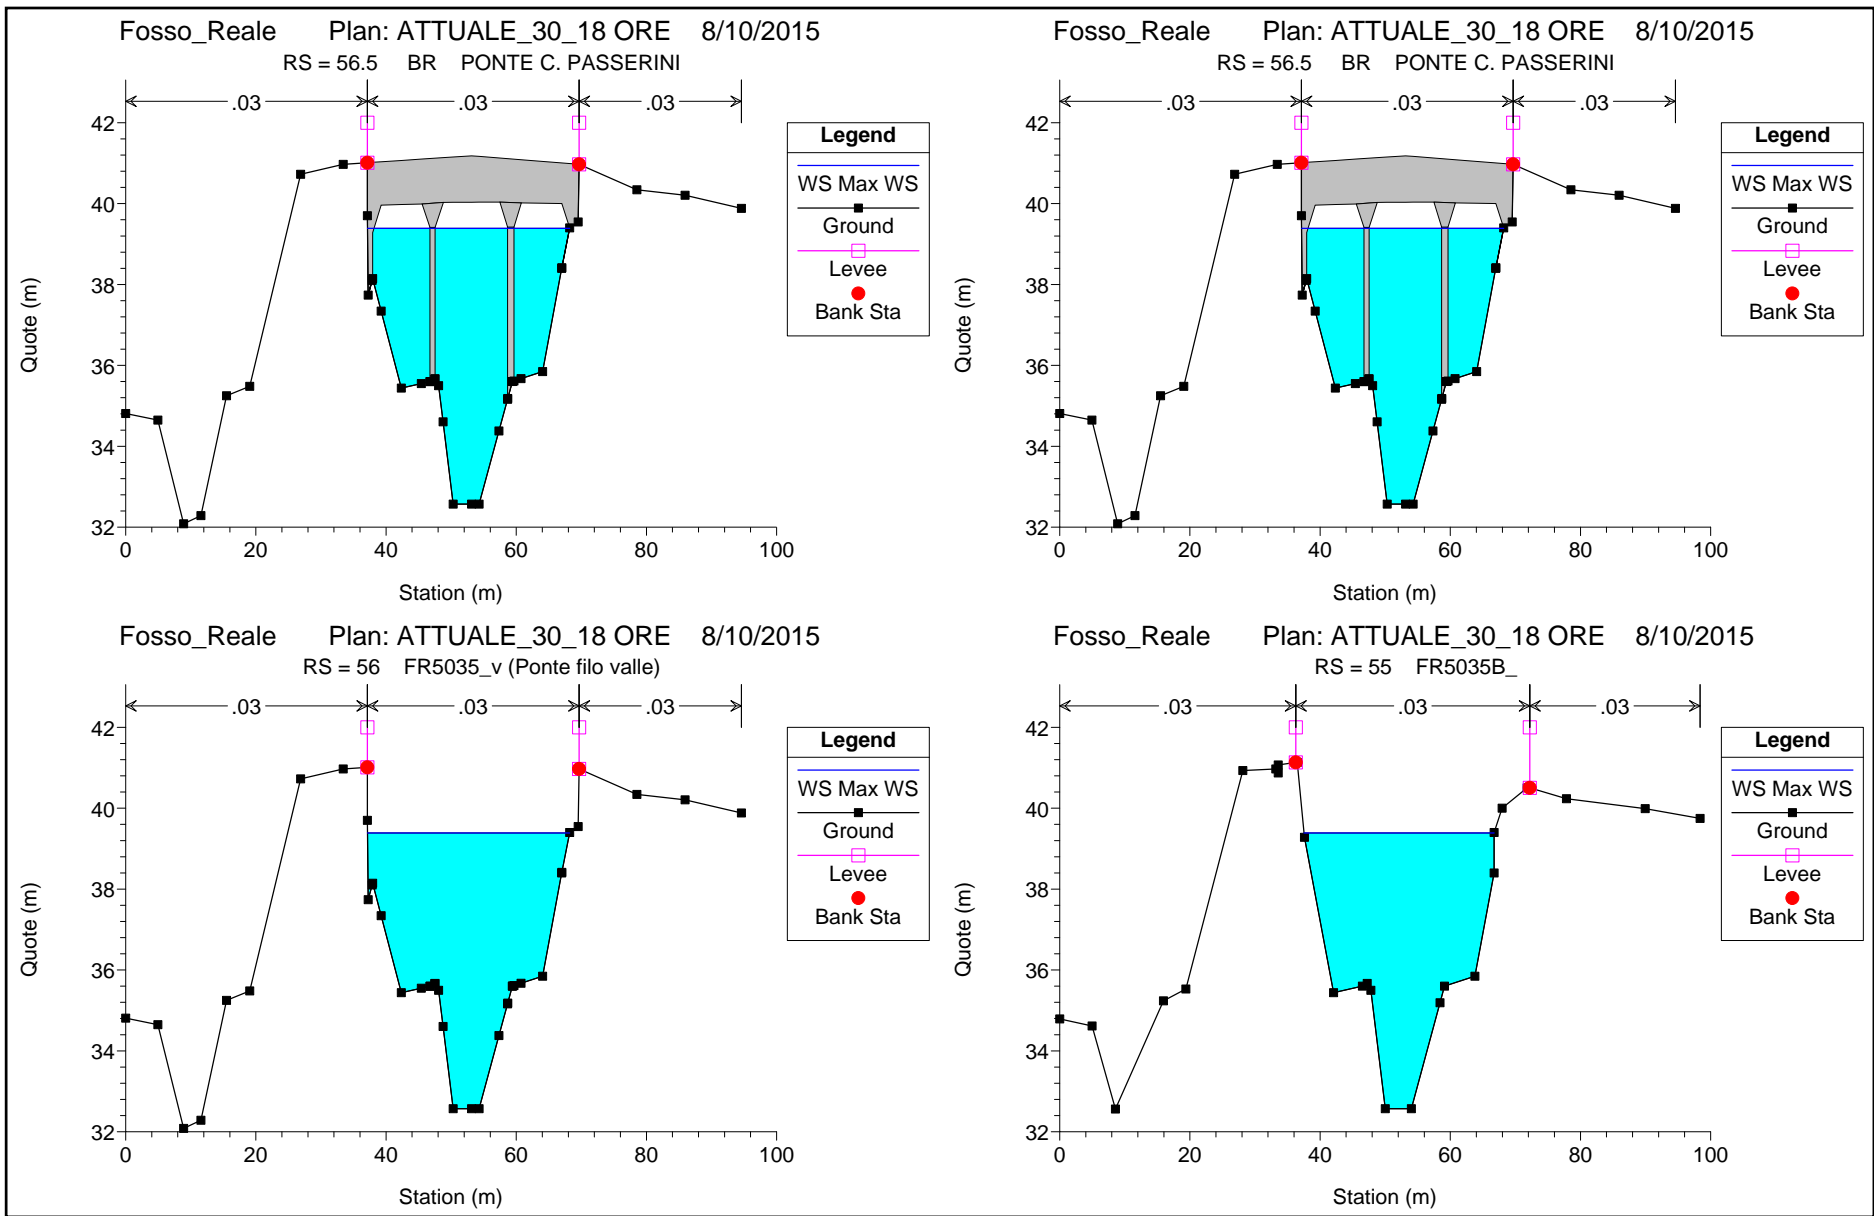 Fosso_Reale Plan: ATTUALE_30_18 ORE 8/10/2015
RS = 56.5 BR PONTE C. PASSERINI
.03 .03 .03
42
40
38
36
34
32
0 20 40 60 80 100
Quote (m)
Station (m)
Legend
WS Max WS
Ground
Levee
Bank Sta
Fosso_Reale Plan: ATTUALE_30_18 ORE 8/10/2015
RS = 56.5 BR PONTE C. PASSERINI
.03 .03 .03
42
40
38
36
34
32
0 20 40 60 80 100
Quote (m)
Station (m)
Legend
WS Max WS
Ground
Levee
Bank Sta
Fosso_Reale Plan: ATTUALE_30_18 ORE 8/10/2015
RS = 56 FR5035_v (Ponte filo valle)
.03 .03 .03
42
40
38
36
34
32
0 20 40 60 80 100
Quote (m)
Station (m)
Legend
WS Max WS
Ground
Levee
Bank Sta
Fosso_Reale Plan: ATTUALE_30_18 ORE 8/10/2015
RS = 55 FR5035B_
.03 .03 .03
42
40
38
36
34
32
0 20 40 60 80 100
Quote (m)
Station (m)
Legend
WS Max WS
Ground
Levee
Bank Sta